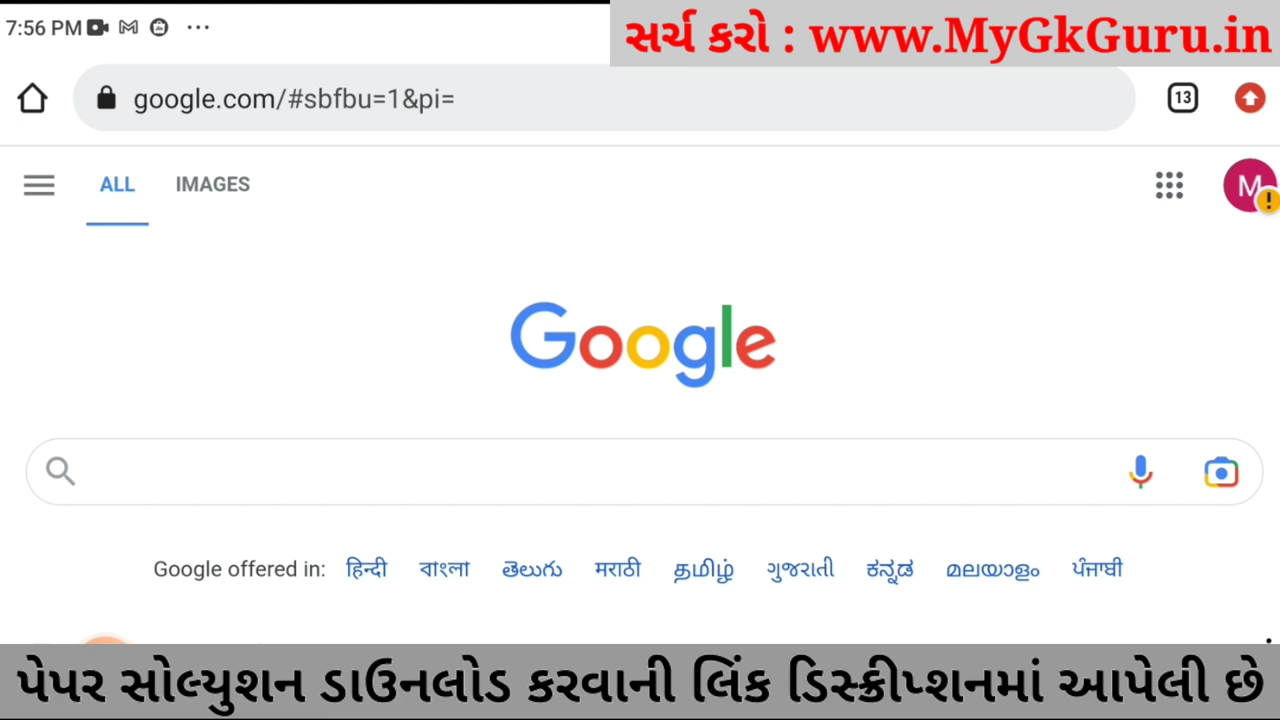 7:56 PM
સર્ચ કરો : www.MyGkGuru.in
google.com/#sbfbu=1&pi=
13
ALL IMAGES
M
Google
Google offered in: हिन्दी বাংলা తెలుగు मराठी தமிழ் ગુજરાતી ಕನ್ನಡ മലയാളം ਪੰਜਾਬੀ
પેપર સોલ્યુશન ડાઉનલોડ કરવાની લિંક ડિસ્ક્રીપ્શનમાં આપેલી છે